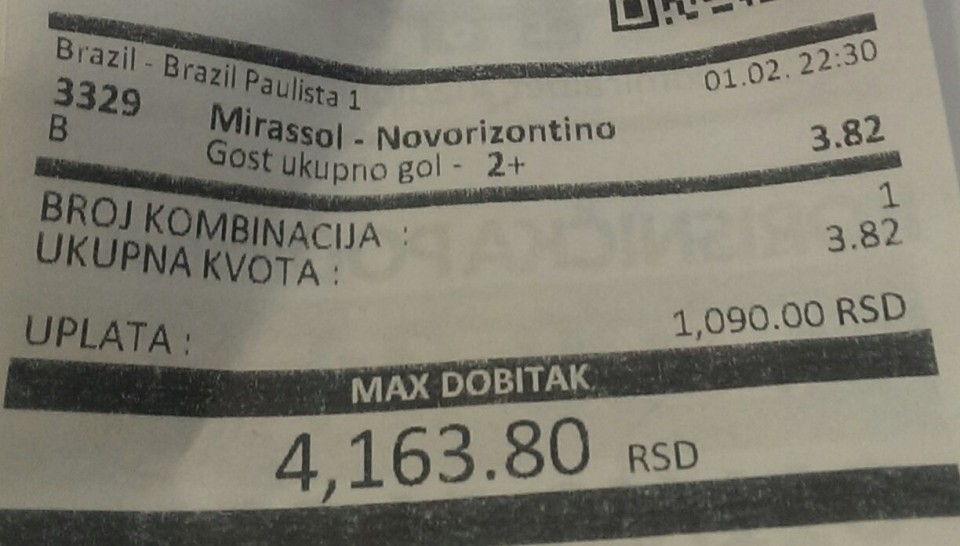 Brazil - Brazil Paulista 1 01.02. 22:30
3329 Mirassol - Novorizontino 3.82
B Gost ukupno gol - 2+
BROJ KOMBINACIJA : 1
UKUPNA KVOTA : 3.82
UPLATA : 1,090.00 RSD
MAX DOBITAK
4,163.80 RSD